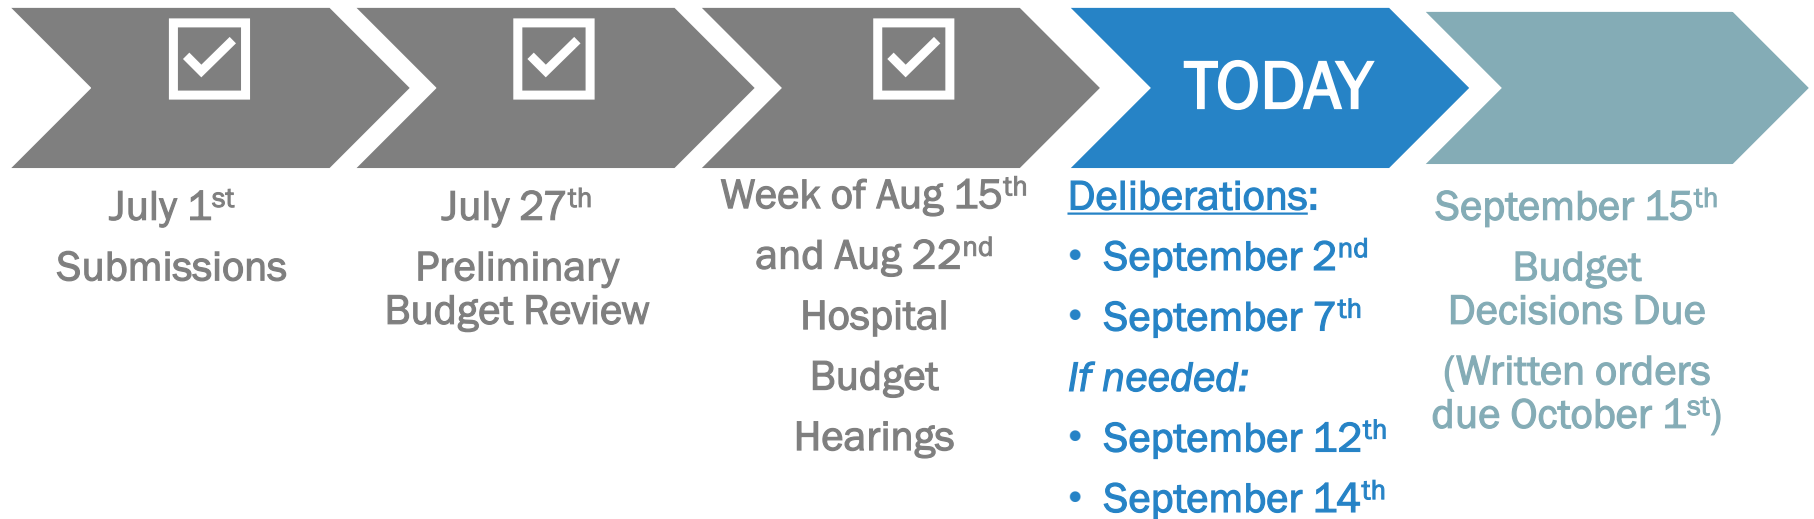 TODAY
July 1st
Submissions
July 27th
Preliminary
Budget Review
Week of Aug 15th
and Aug 22nd
Hospital
Budget
Hearings
Deliberations:
• September 2nd
• September 7th
If needed:
• September 12th
• September 14th
September 15th
Budget
Decisions Due
(Written orders
due October 1st)